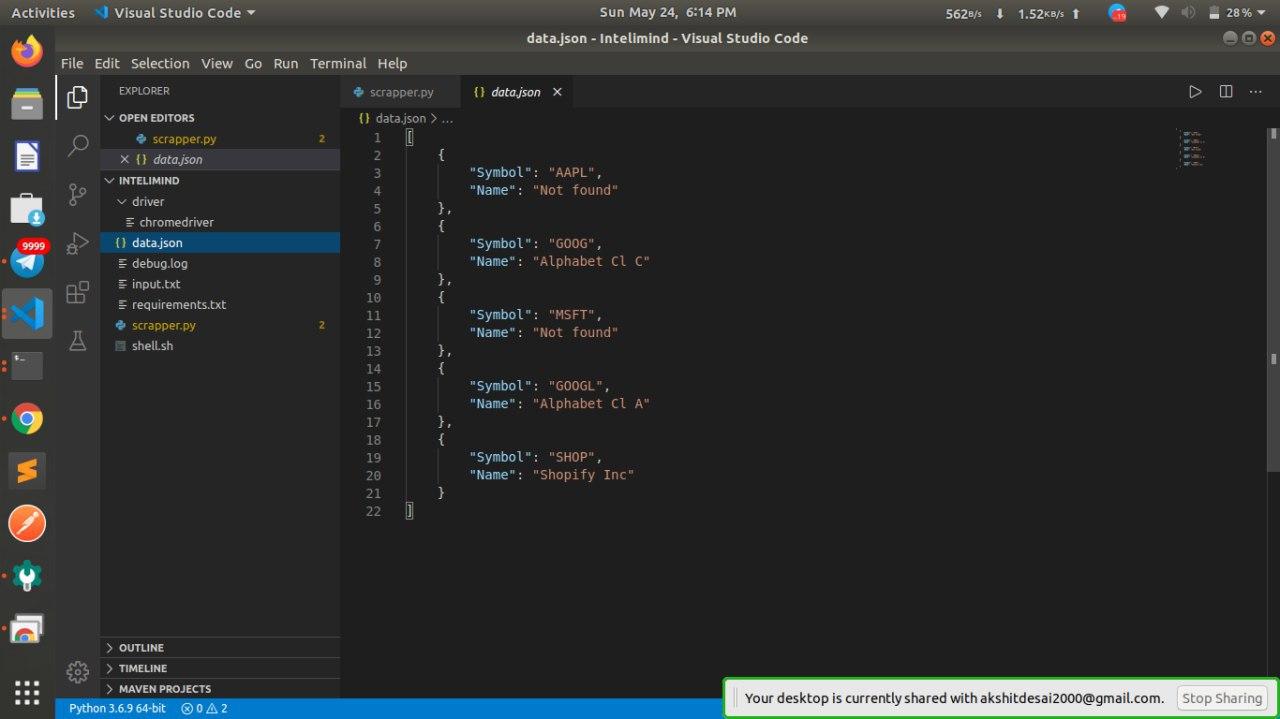 Activities Visual Studio Code Sun May 24, 6:14 PM 562B/s 1.52KB/s 28 %
data.json - Intelimind - Visual Studio Code
File Edit Selection View Go Run Terminal Help
EXPLORER
scrapper.py data.json
OPEN EDITORS
scrapper.py 2
data.json
INTELIMIND
driver
chromedriver
data.json
debug.log
input.txt
requirements.txt
scrapper.py 2
shell.sh
OUTLINE
TIMELINE
MAVEN PROJECTS
9999
data.json > ...
1 [
2 {
3 "Symbol": "AAPL",
4 "Name": "Not found"
5 },
6 {
7 "Symbol": "GOOG",
8 "Name": "Alphabet Cl C"
9 },
10 {
11 "Symbol": "MSFT",
12 "Name": "Not found"
13 },
14 {
15 "Symbol": "GOOGL",
16 "Name": "Alphabet Cl A"
17 },
18 {
19 "Symbol": "SHOP",
20 "Name": "Shopify Inc"
21 }
22 ]
Python 3.6.9 64-bit 0 2
Your desktop is currently shared with akshitdesai2000@gmail.com. Stop Sharing